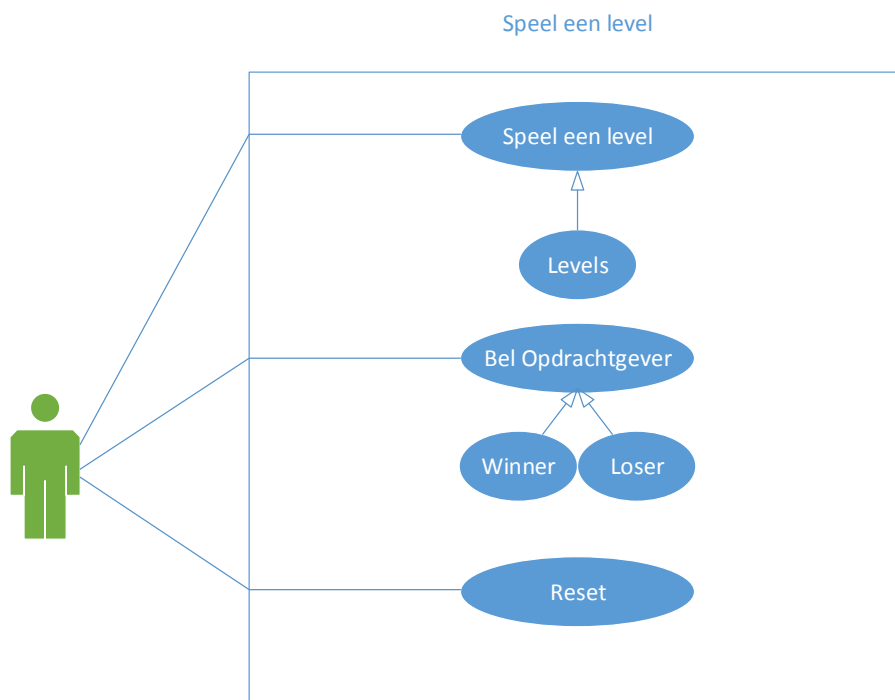 Speel een level
Speel een level
Levels
Bel Opdrachtgever
Winner
Loser
Reset